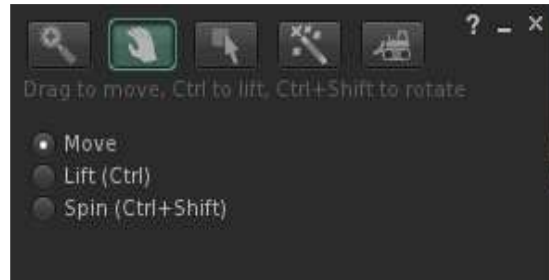 ? – ×
Drag to move, Ctrl to lift, Ctrl+Shift to rotate
Move
Lift (Ctrl)
Spin (Ctrl+Shift)